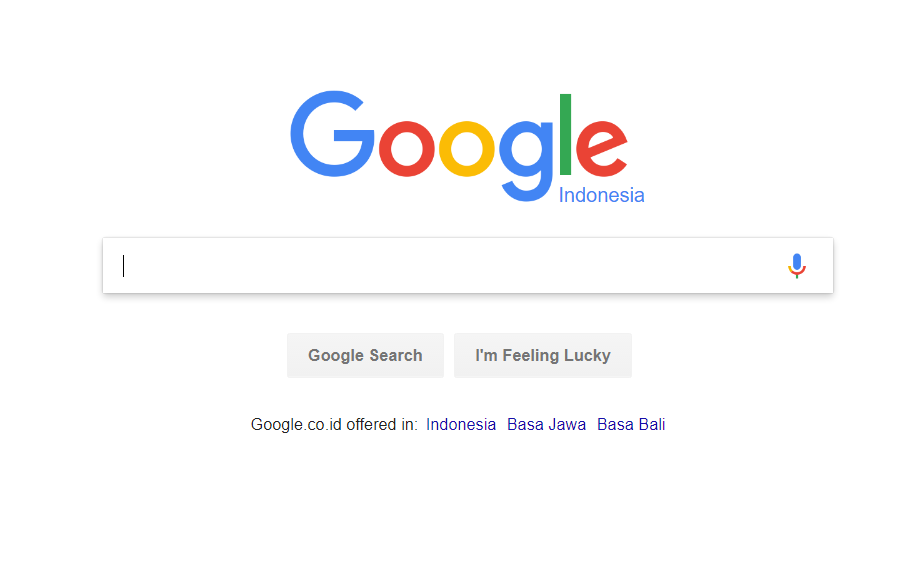 Google
Indonesia
Google Search I'm Feeling Lucky
Google.co.id offered in: Indonesia Basa Jawa Basa Bali